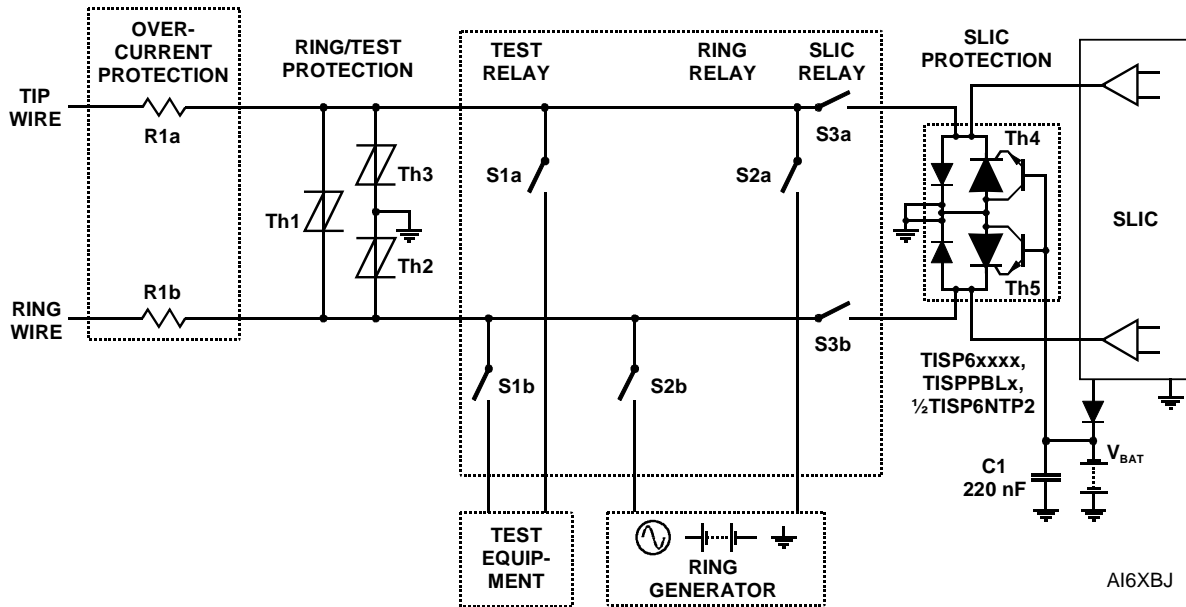 OVER-
CURRENT
PROTECTION
RING/TEST
PROTECTION
TEST
RELAY
RING
RELAY
SLIC
RELAY
SLIC
PROTECTION
TIP
WIRE
R1a
S3a
Th4
Th3
S1a
S2a
Th1
SLIC
Th2
Th5
RING
WIRE
R1b
S3b
S1b
S2b
TISP6xxxx,
TISPPBLx,
½TISP6NTP2
C1
220 nF
VBAT
TEST
EQUIP-
MENT
RING
GENERATOR
AI6XBJ